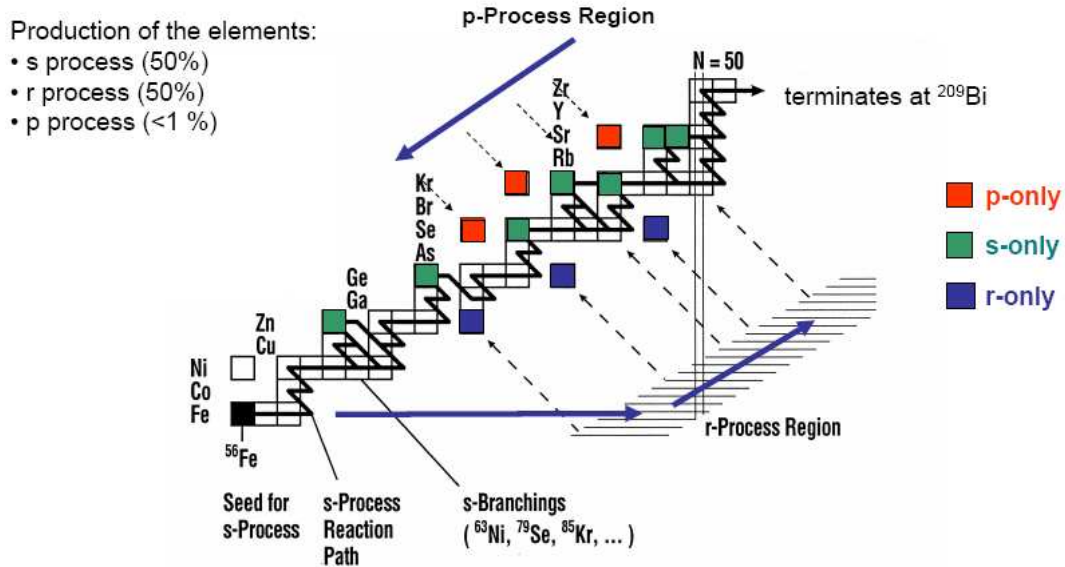 p-Process Region
Production of the elements:
• s process (50%)
• r process (50%)
• p process (<1 %)
N = 50
terminates at ²⁰⁹Bi
Zr
Y
Sr
Rb
Kr
Br
Se
As
Ge
Ga
Zn
Cu
Ni
Co
Fe
p-only
s-only
r-only
r-Process Region
⁵⁶Fe
Seed for
s-Process
s-Process
Reaction
Path
s-Branchings
( ⁶³Ni, ⁷⁹Se, ⁸⁵Kr, ... )